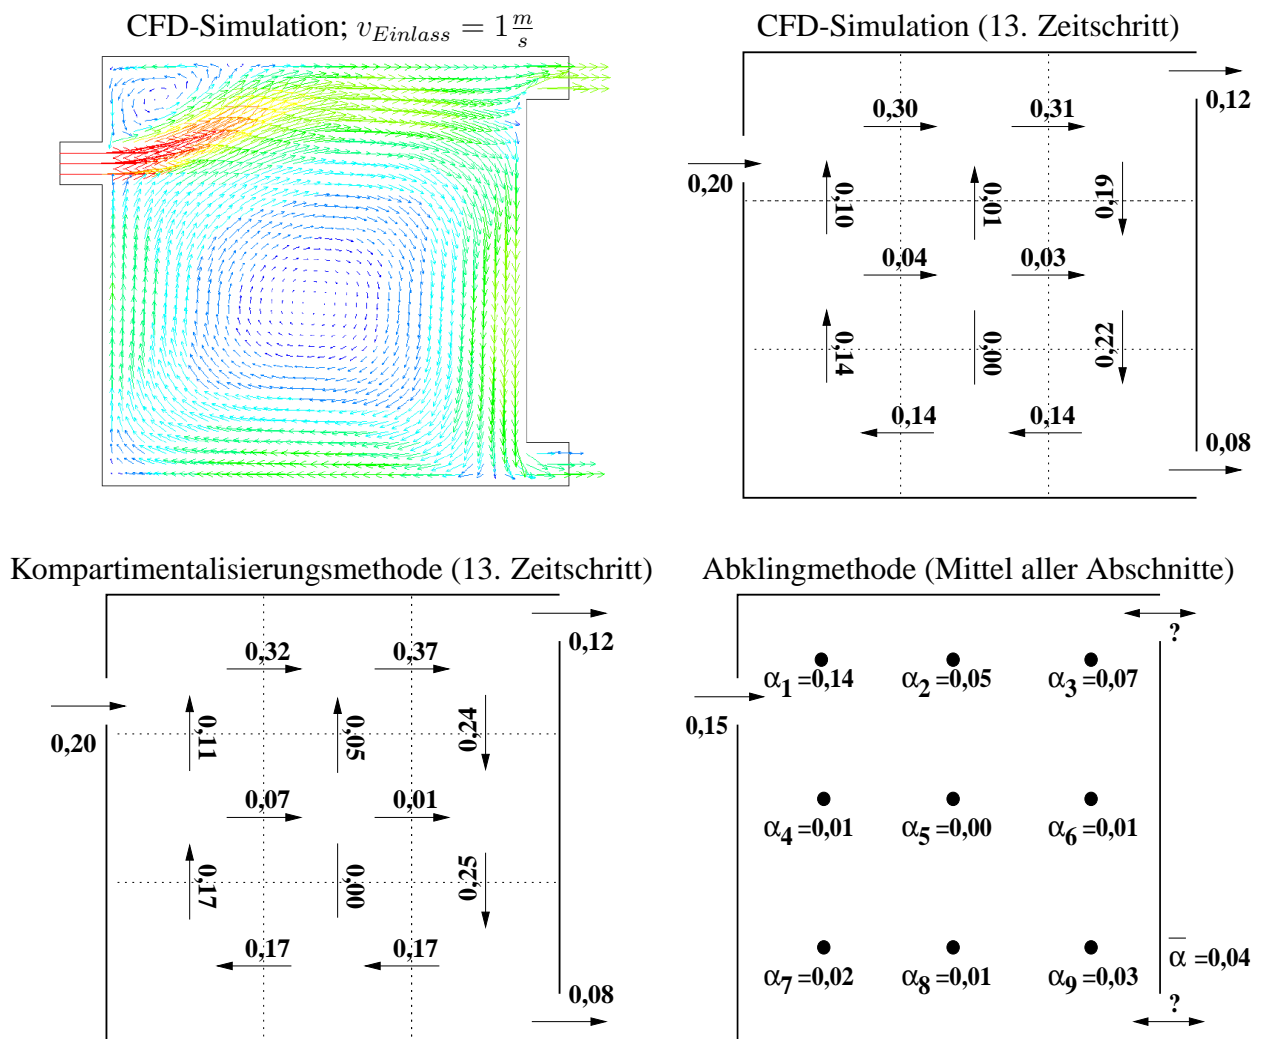 CFD-Simulation; v_Einlass = 1 m/s
CFD-Simulation (13. Zeitschritt)
0,12
0,30
0,31
0,20
0,10
0,01
0,19
0,04
0,03
0,14
0,00
0,22
0,14
0,14
0,08
Kompartimentalisierungsmethode (13. Zeitschritt)
0,12
0,32
0,37
0,20
0,11
0,05
0,24
0,07
0,01
0,17
0,00
0,25
0,17
0,17
0,08
Abklingmethode (Mittel aller Abschnitte)
?
α1=0,14
α2=0,05
α3=0,07
0,15
α4=0,01
α5=0,00
α6=0,01
α7=0,02
α8=0,01
α9=0,03
α̅=0,04
?